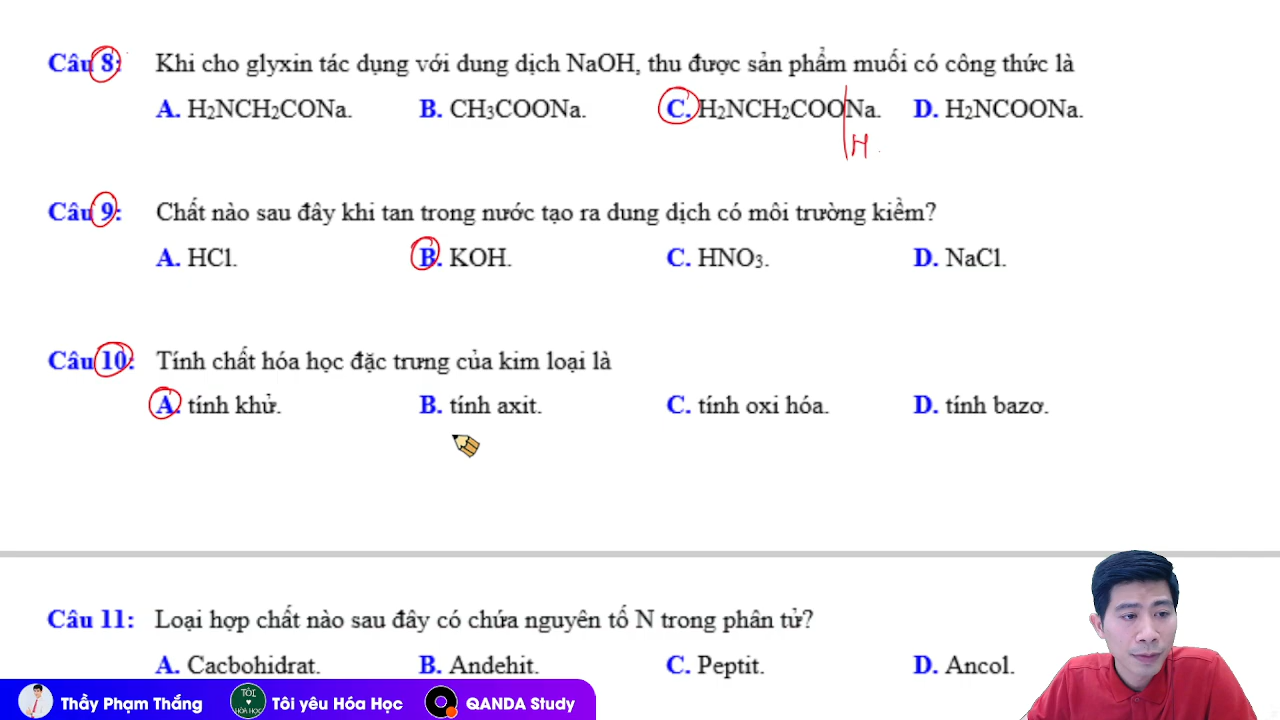 Câu 8: Khi cho glyxin tác dụng với dung dịch NaOH, thu được sản phẩm muối có công thức là
A. H₂NCH₂CONa. B. CH₃COONa. C. H₂NCH₂COONa. D. H₂NCOONa.
H
Câu 9: Chất nào sau đây khi tan trong nước tạo ra dung dịch có môi trường kiềm?
A. HCl. B. KOH. C. HNO₃. D. NaCl.
Câu 10: Tính chất hóa học đặc trưng của kim loại là
A. tính khử. B. tính axit. C. tính oxi hóa. D. tính bazơ.
Câu 11: Loại hợp chất nào sau đây có chứa nguyên tố N trong phân tử?
A. Cacbohidrat. B. Andehit. C. Peptit. D. Ancol.
Thầy Phạm Thắng TÔI ♥ HÓA HỌC Tôi yêu Hóa Học QANDA Study